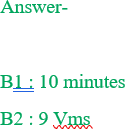 Answer-
B1 : 10 minutes
B2 : 9 Vms